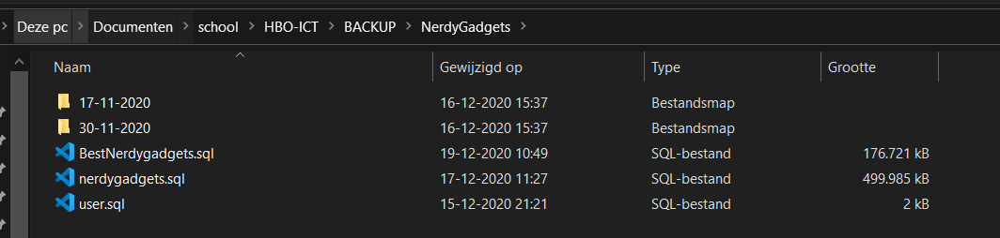 Deze pc Documenten school HBO-ICT BACKUP NerdyGadgets
Naam Gewijzigd op Type Grootte
17-11-2020 16-12-2020 15:37 Bestandsmap
30-11-2020 16-12-2020 15:37 Bestandsmap
BestNerdygadgets.sql 19-12-2020 10:49 SQL-bestand 176.721 kB
nerdygadgets.sql 17-12-2020 11:27 SQL-bestand 499.985 kB
user.sql 15-12-2020 21:21 SQL-bestand 2 kB